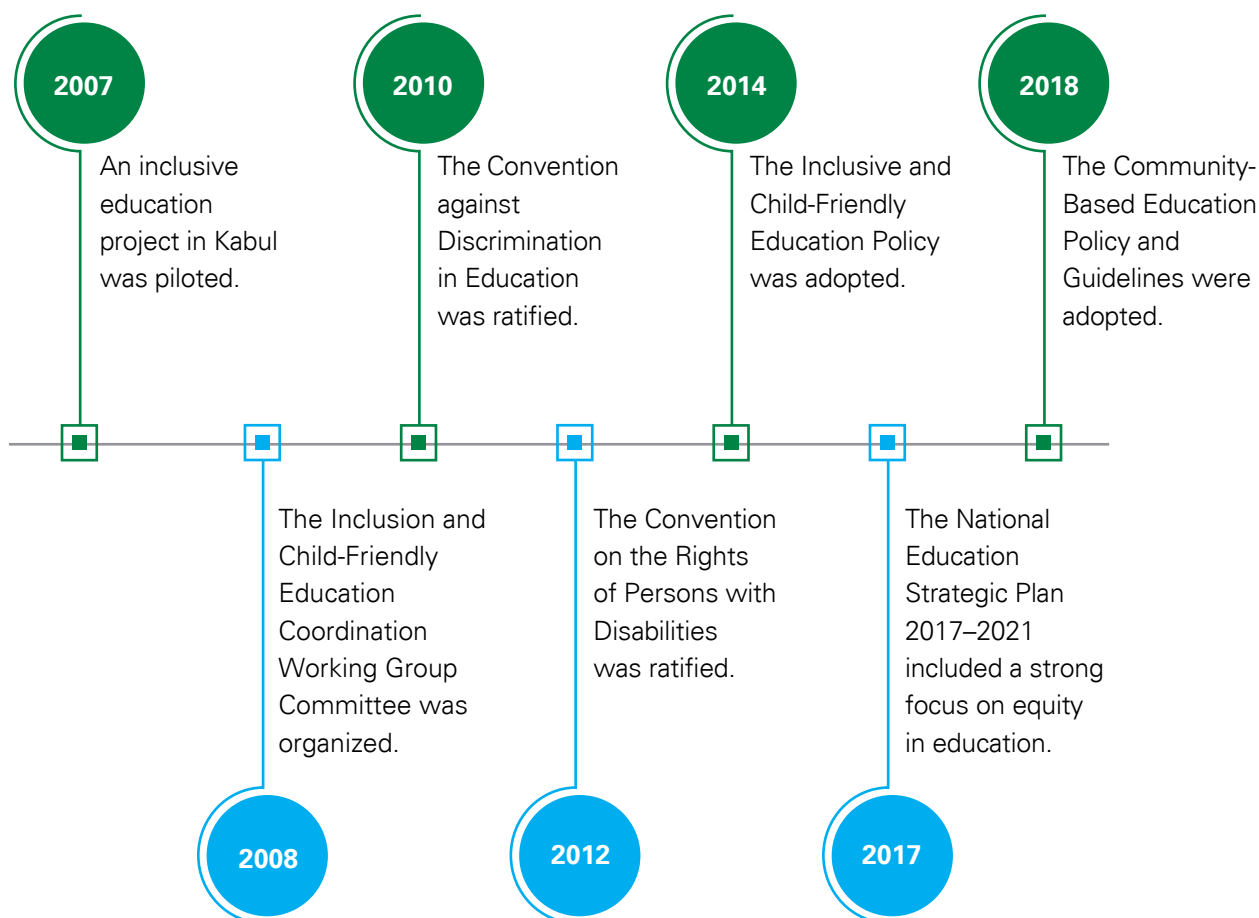 2007
An inclusive
education
project in Kabul
was piloted.
2010
The Convention
against
Discrimination
in Education
was ratified.
2014
The Inclusive and
Child-Friendly
Education Policy
was adopted.
2018
The Community-
Based Education
Policy and
Guidelines were
adopted.
The Inclusion and
Child-Friendly
Education
Coordination
Working Group
Committee was
organized.
2008
The Convention
on the Rights
of Persons with
Disabilities
was ratified.
2012
The National
Education
Strategic Plan
2017–2021
included a strong
focus on equity
in education.
2017